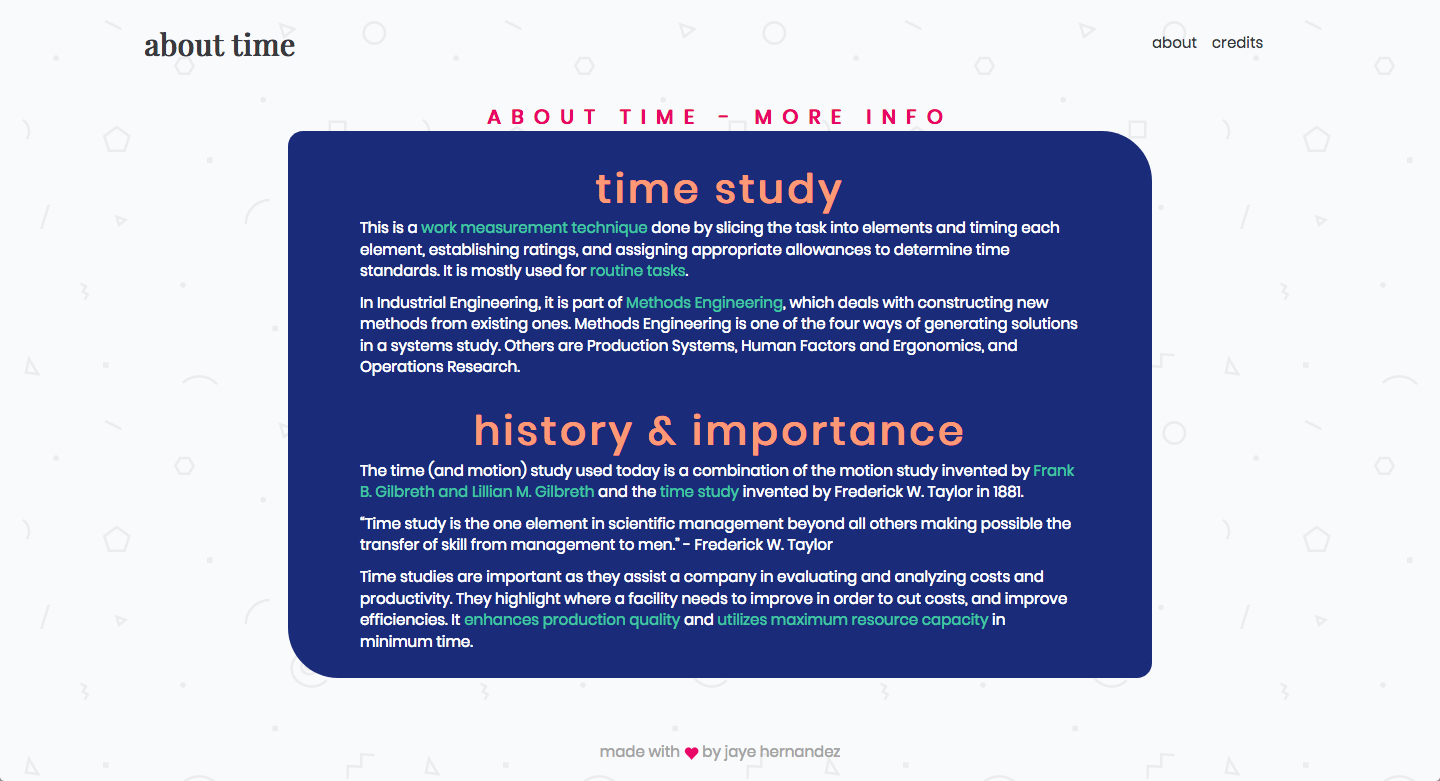 about time
about credits
ABOUT TIME - MORE INFO
time study
This is a work measurement technique done by slicing the task into elements and timing each
element, establishing ratings, and assigning appropriate allowances to determine time
standards. It is mostly used for routine tasks.
In Industrial Engineering, it is part of Methods Engineering, which deals with constructing new
methods from existing ones. Methods Engineering is one of the four ways of generating solutions
in a systems study. Others are Production Systems, Human Factors and Ergonomics, and
Operations Research.
history & importance
The time (and motion) study used today is a combination of the motion study invented by Frank
B. Gilbreth and Lillian M. Gilbreth and the time study invented by Frederick W. Taylor in 1881.
"Time study is the one element in scientific management beyond all others making possible the
transfer of skill from management to men." - Frederick W. Taylor
Time studies are important as they assist a company in evaluating and analyzing costs and
productivity. They highlight where a facility needs to improve in order to cut costs, and improve
efficiencies. It enhances production quality and utilizes maximum resource capacity in
minimum time.
made with ♥ by jaye hernandez